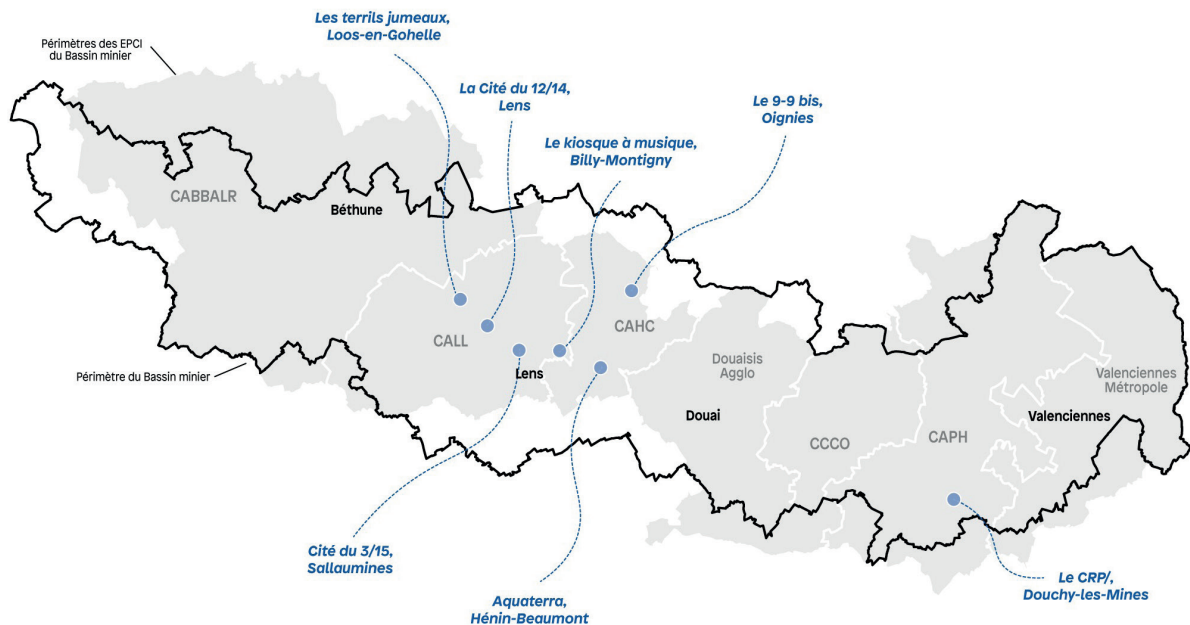 Les terrils jumeaux,
Loos-en-Gohelle
Périmètres des EPCI
du Bassin minier
La Cité du 12/14,
Lens
Le 9-9 bis,
Oignies
Le kiosque à musique,
Billy-Montigny
CABBALR
Béthune
CALL
CAHC
Périmètre du Bassin minier
Lens
Douaisis
Agglo
Valenciennes
Métropole
Douai
Valenciennes
CCCO
CAPH
Cité du 3/15,
Sallaumines
Aquaterra,
Hénin-Beaumont
Le CRP/,
Douchy-les-Mines